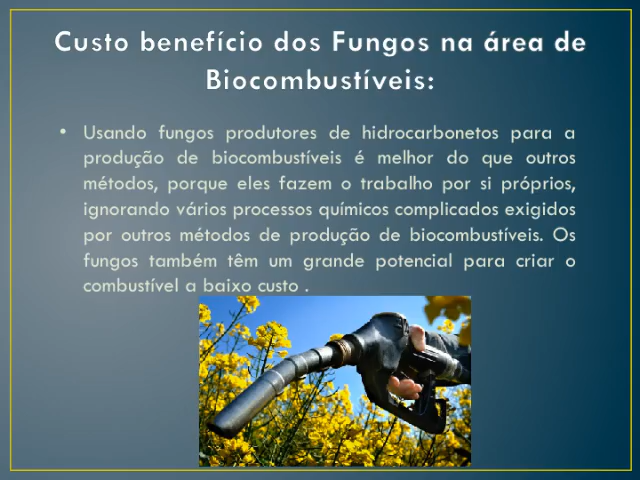 Custo benefício dos Fungos na área de
Biocombustíveis:
• Usando fungos produtores de hidrocarbonetos para a
produção de biocombustíveis é melhor do que outros
métodos, porque eles fazem o trabalho por si próprios,
ignorando vários processos químicos complicados exigidos
por outros métodos de produção de biocombustíveis. Os
fungos também têm um grande potencial para criar o
combustível a baixo custo .